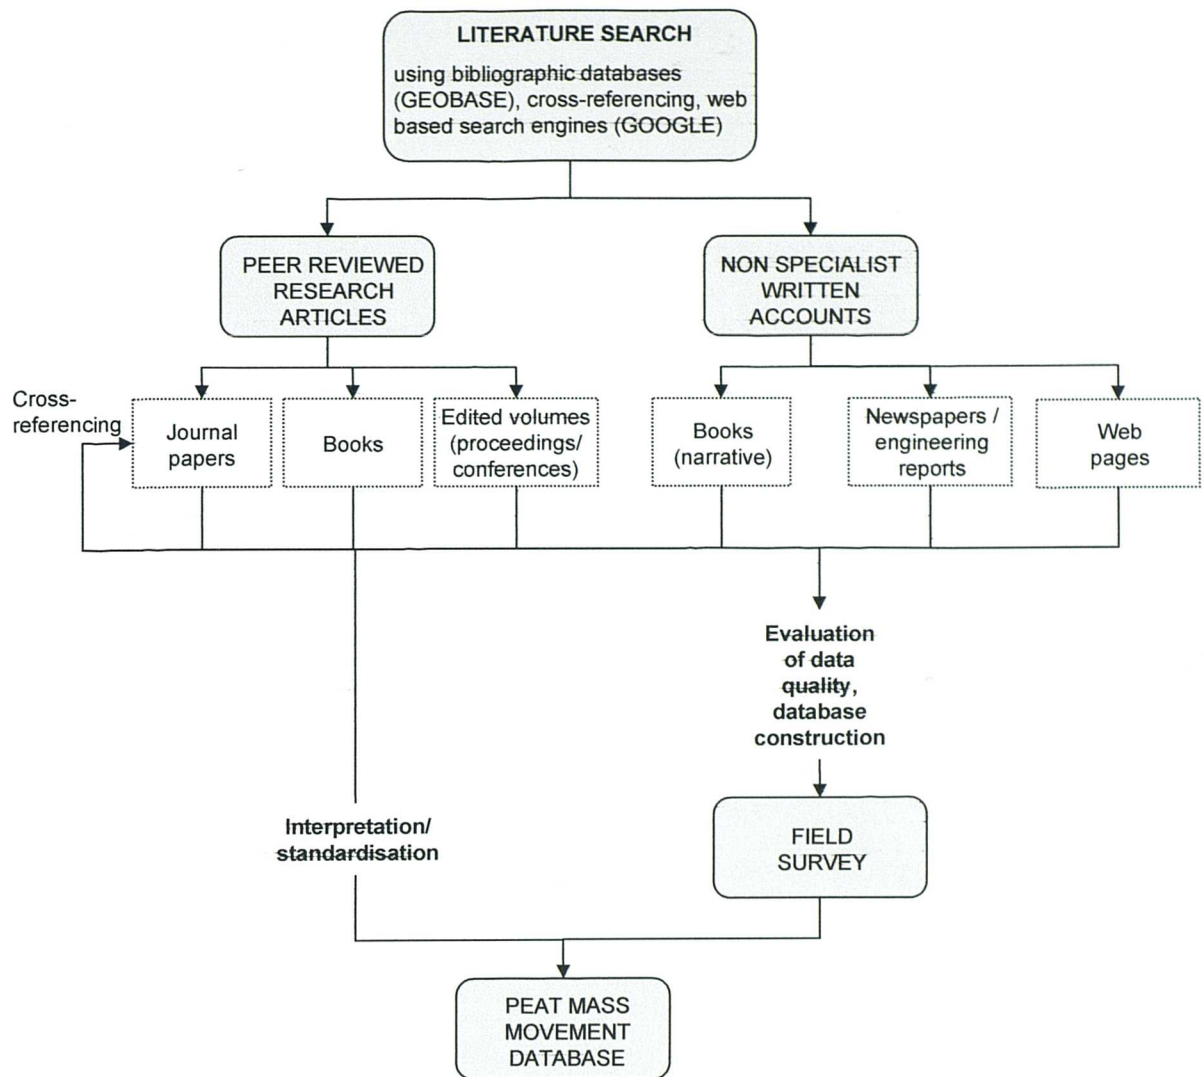 LITERATURE SEARCH
using bibliographic databases
(GEOBASE), cross-referencing, web
based search engines (GOOGLE)
PEER REVIEWED
RESEARCH
ARTICLES
NON SPECIALIST
WRITTEN
ACCOUNTS
Cross-
referencing
Journal
papers
Books
Edited volumes
(proceedings/
conferences)
Books
(narrative)
Newspapers /
engineering
reports
Web
pages
Evaluation
of data
quality,
database
construction
Interpretation/
standardisation
FIELD
SURVEY
PEAT MASS
MOVEMENT
DATABASE